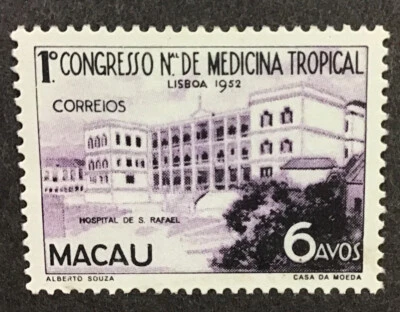 1º CONGRESSO N.AL DE MEDICINA TROPICAL
LISBOA 1952
CORREIOS
HOSPITAL DE S. RAFAEL
MACAU
6 AVOS
ALBERTO SOUZA
CASA DA MOEDA